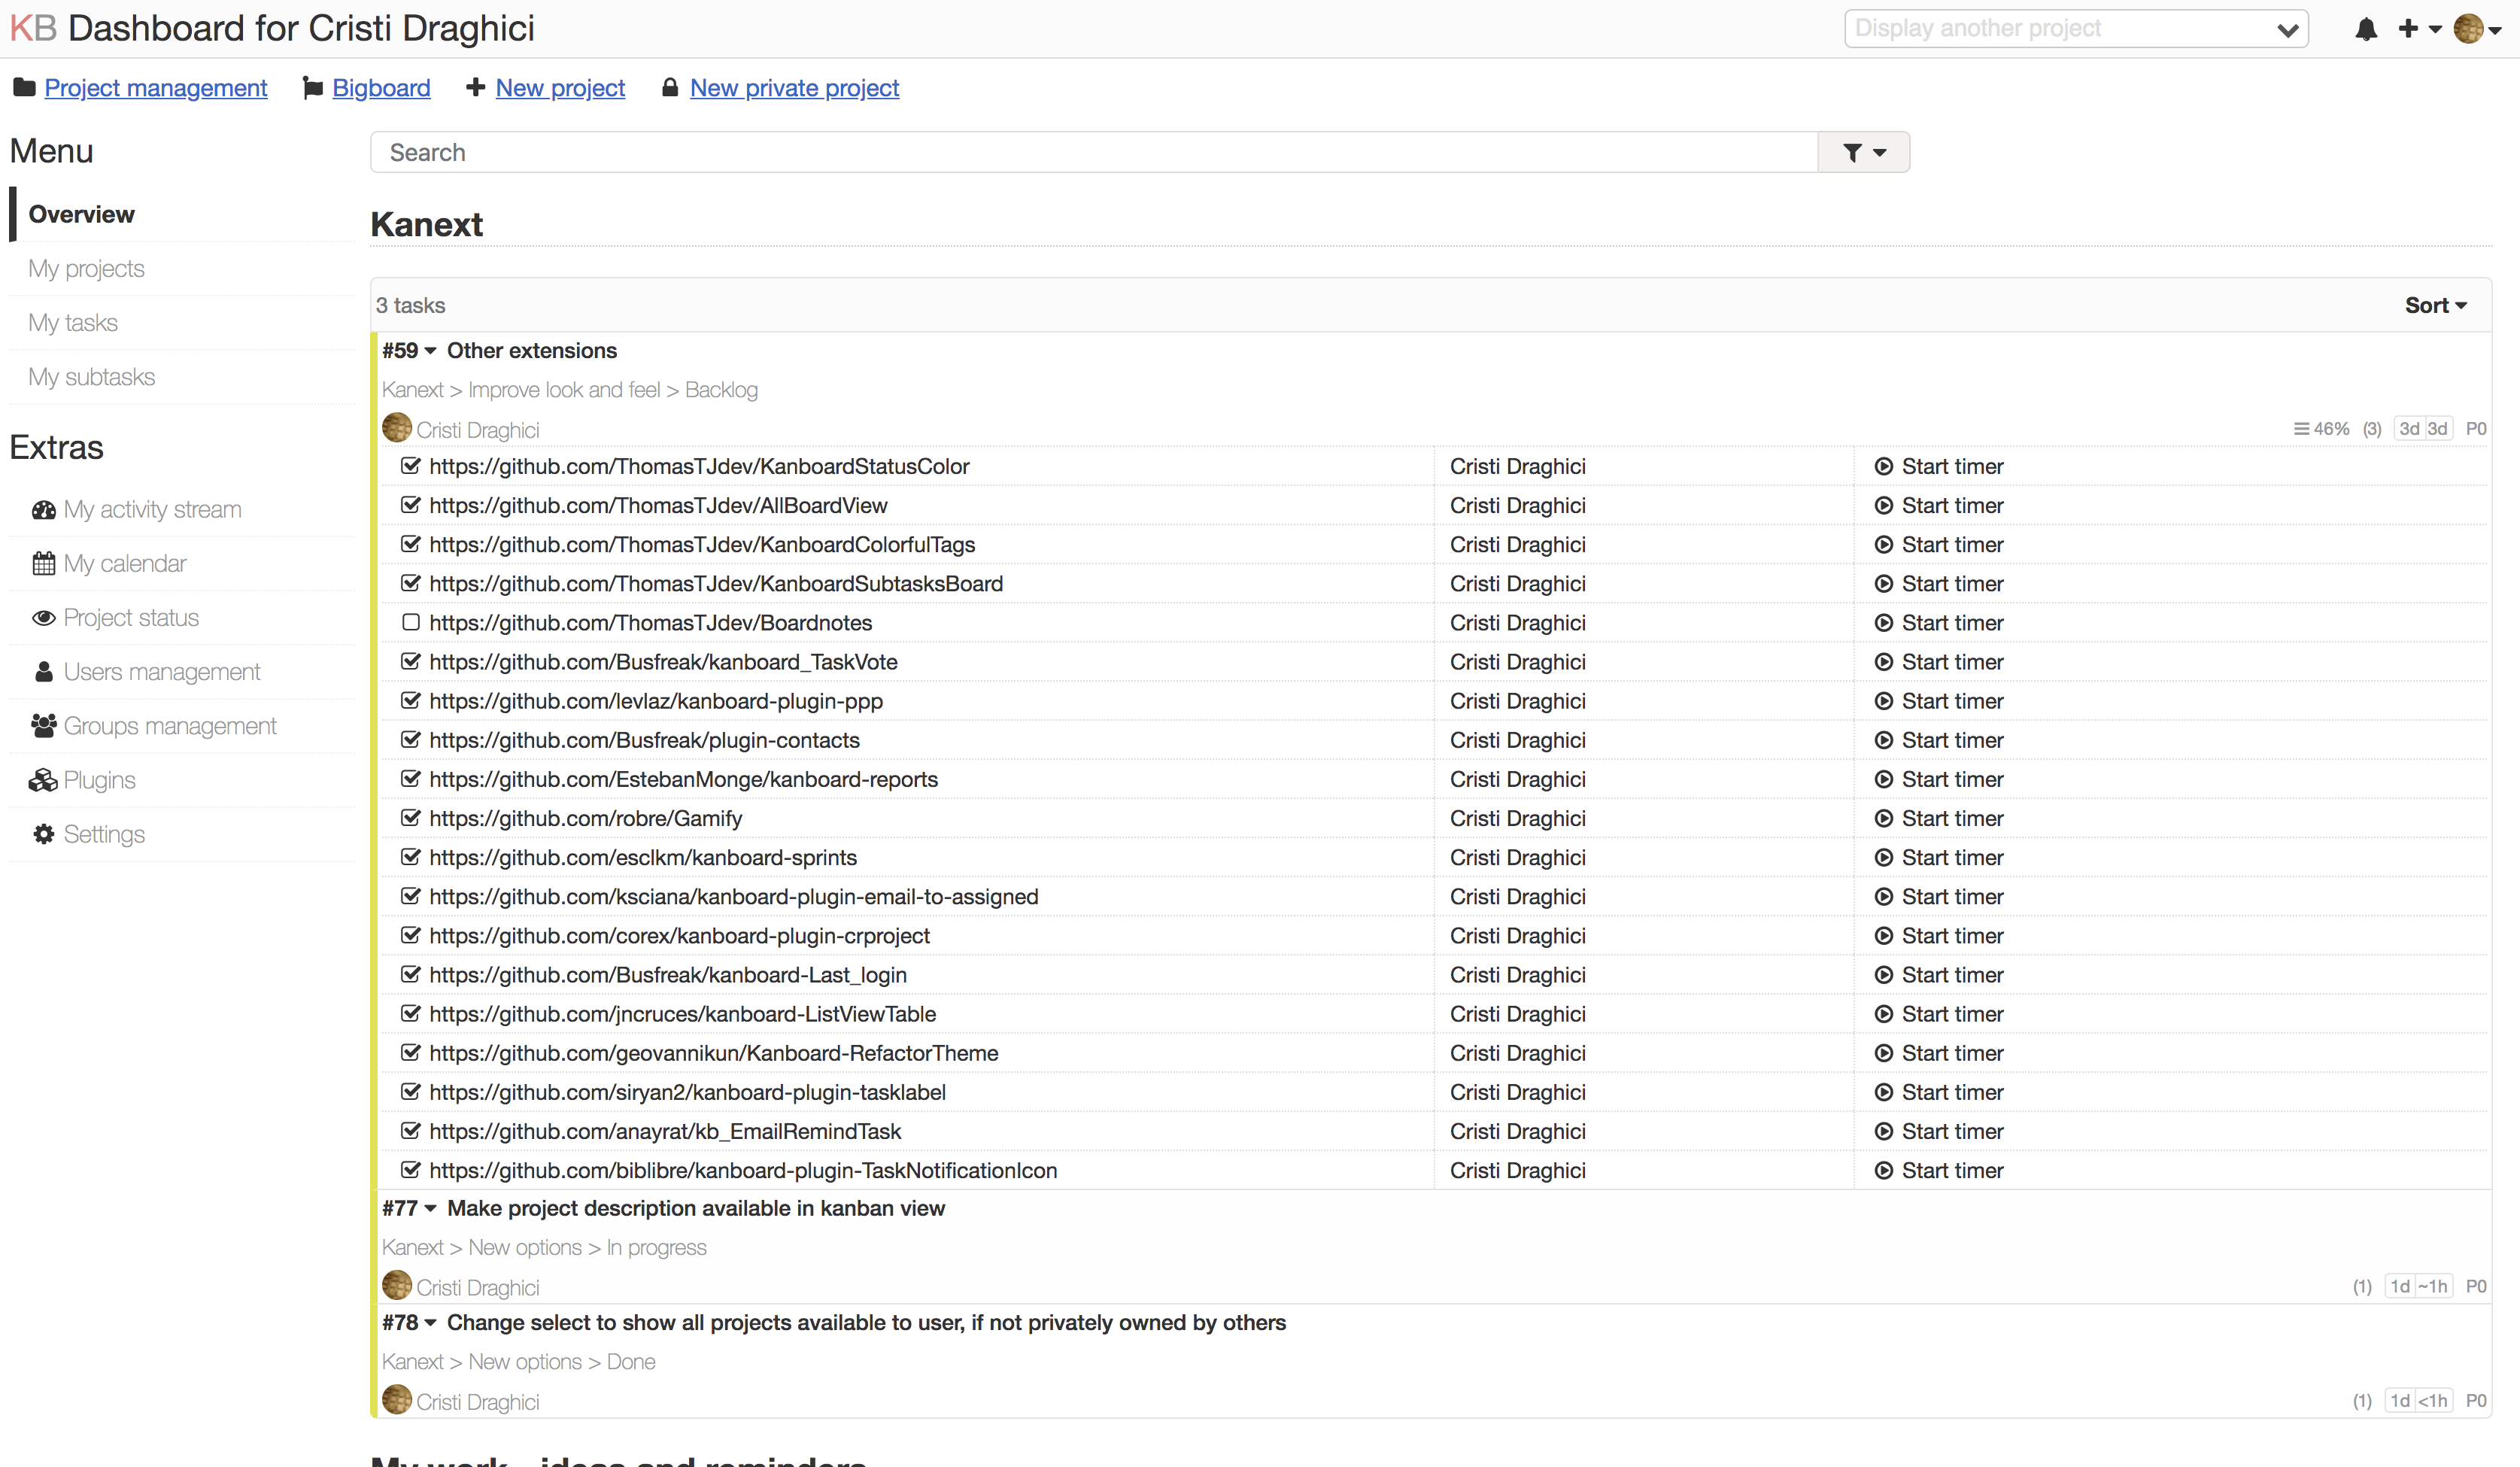 KB Dashboard for Cristi Draghici
Display another project
Project management Bigboard New project New private project
Menu
Overview
My projects
My tasks
My subtasks
Extras
My activity stream
My calendar
Project status
Users management
Groups management
Plugins
Settings
Search
Kanext
3 tasks Sort
#59 Other extensions
Kanext > Improve look and feel > Backlog
Cristi Draghici 46% (3) 3d 3d P0
https://github.com/ThomasTJdev/KanboardStatusColor Cristi Draghici Start timer
https://github.com/ThomasTJdev/AllBoardView Cristi Draghici Start timer
https://github.com/ThomasTJdev/KanboardColorfulTags Cristi Draghici Start timer
https://github.com/ThomasTJdev/KanboardSubtasksBoard Cristi Draghici Start timer
https://github.com/ThomasTJdev/Boardnotes Cristi Draghici Start timer
https://github.com/Busfreak/kanboard_TaskVote Cristi Draghici Start timer
https://github.com/levlaz/kanboard-plugin-ppp Cristi Draghici Start timer
https://github.com/Busfreak/plugin-contacts Cristi Draghici Start timer
https://github.com/EstebanMonge/kanboard-reports Cristi Draghici Start timer
https://github.com/robre/Gamify Cristi Draghici Start timer
https://github.com/esclkm/kanboard-sprints Cristi Draghici Start timer
https://github.com/ksciana/kanboard-plugin-email-to-assigned Cristi Draghici Start timer
https://github.com/corex/kanboard-plugin-crproject Cristi Draghici Start timer
https://github.com/Busfreak/kanboard-Last_login Cristi Draghici Start timer
https://github.com/jncruces/kanboard-ListViewTable Cristi Draghici Start timer
https://github.com/geovannikun/Kanboard-RefactorTheme Cristi Draghici Start timer
https://github.com/siryan2/kanboard-plugin-tasklabel Cristi Draghici Start timer
https://github.com/anayrat/kb_EmailRemindTask Cristi Draghici Start timer
https://github.com/biblibre/kanboard-plugin-TaskNotificationIcon Cristi Draghici Start timer
#77 Make project description available in kanban view
Kanext > New options > In progress
Cristi Draghici (1) 1d ~1h P0
#78 Change select to show all projects available to user, if not privately owned by others
Kanext > New options > Done
Cristi Draghici (1) 1d <1h P0
My work - ideas and reminders